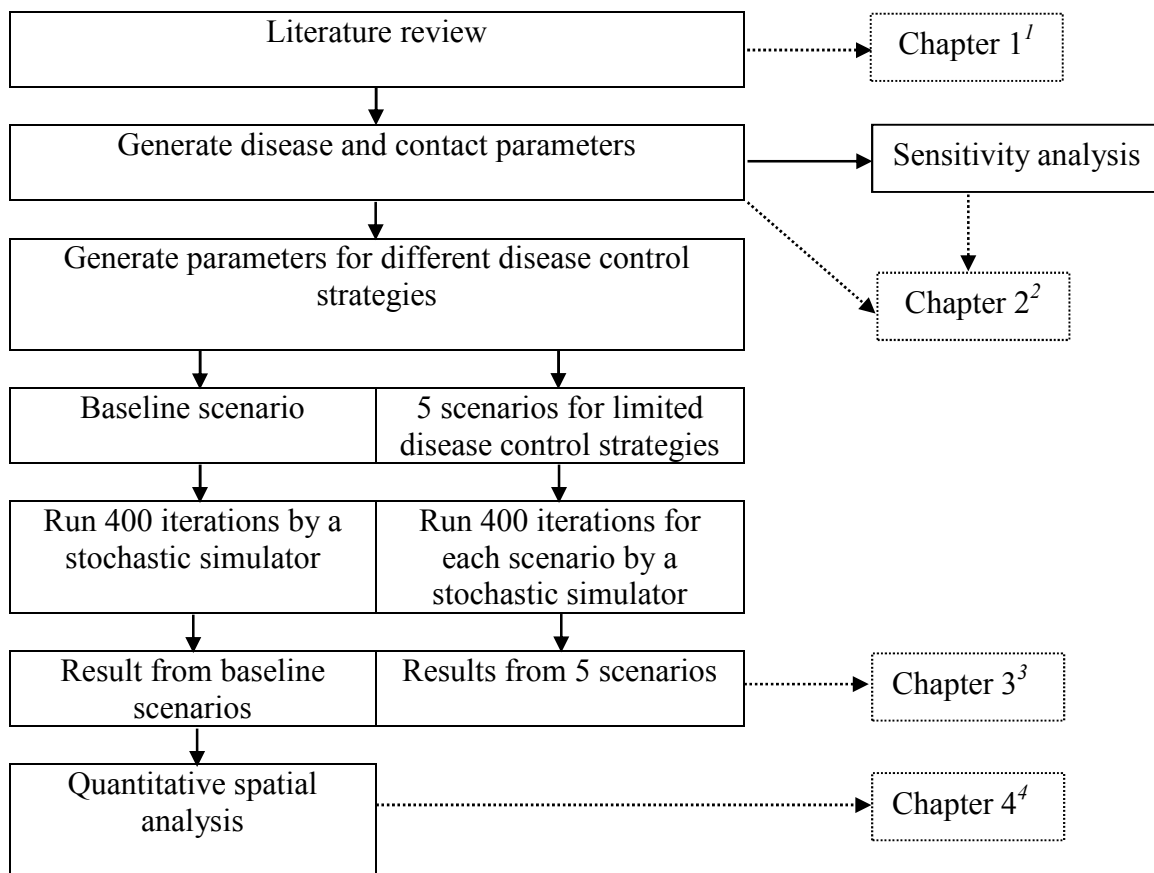 Literature review
Chapter 1¹
Generate disease and contact parameters
Sensitivity analysis
Generate parameters for different disease control
strategies
Chapter 2²
Baseline scenario
5 scenarios for limited
disease control strategies
Run 400 iterations by a
stochastic simulator
Run 400 iterations for
each scenario by a
stochastic simulator
Result from baseline
scenarios
Results from 5 scenarios
Chapter 3³
Quantitative spatial
analysis
Chapter 4⁴